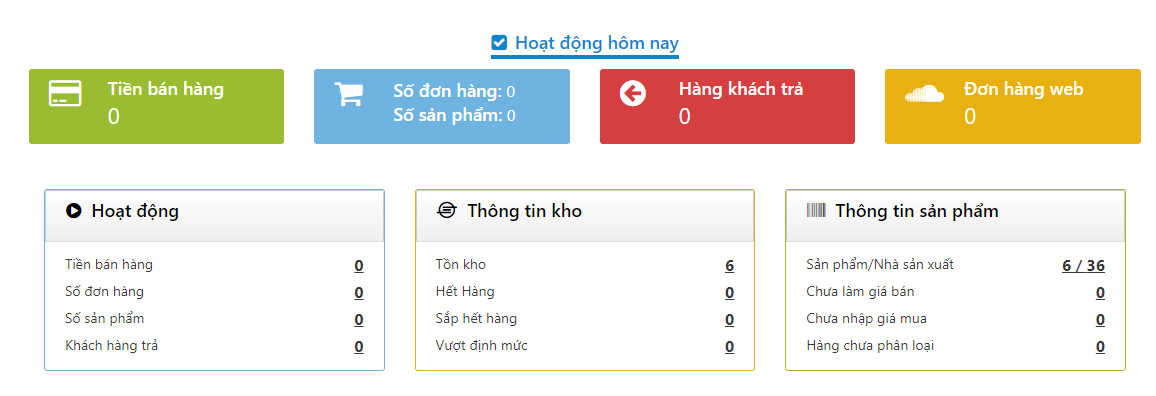 Hoạt động hôm nay
Tiền bán hàng
0
Số đơn hàng: 0
Số sản phẩm: 0
Hàng khách trả
0
Đơn hàng web
0
Hoạt động
Tiền bán hàng 0
Số đơn hàng 0
Số sản phẩm 0
Khách hàng trả 0
Thông tin kho
Tồn kho 6
Hết Hàng 0
Sắp hết hàng 0
Vượt định mức 0
Thông tin sản phẩm
Sản phẩm/Nhà sản xuất 6 / 36
Chưa làm giá bán 0
Chưa nhập giá mua 0
Hàng chưa phân loại 0